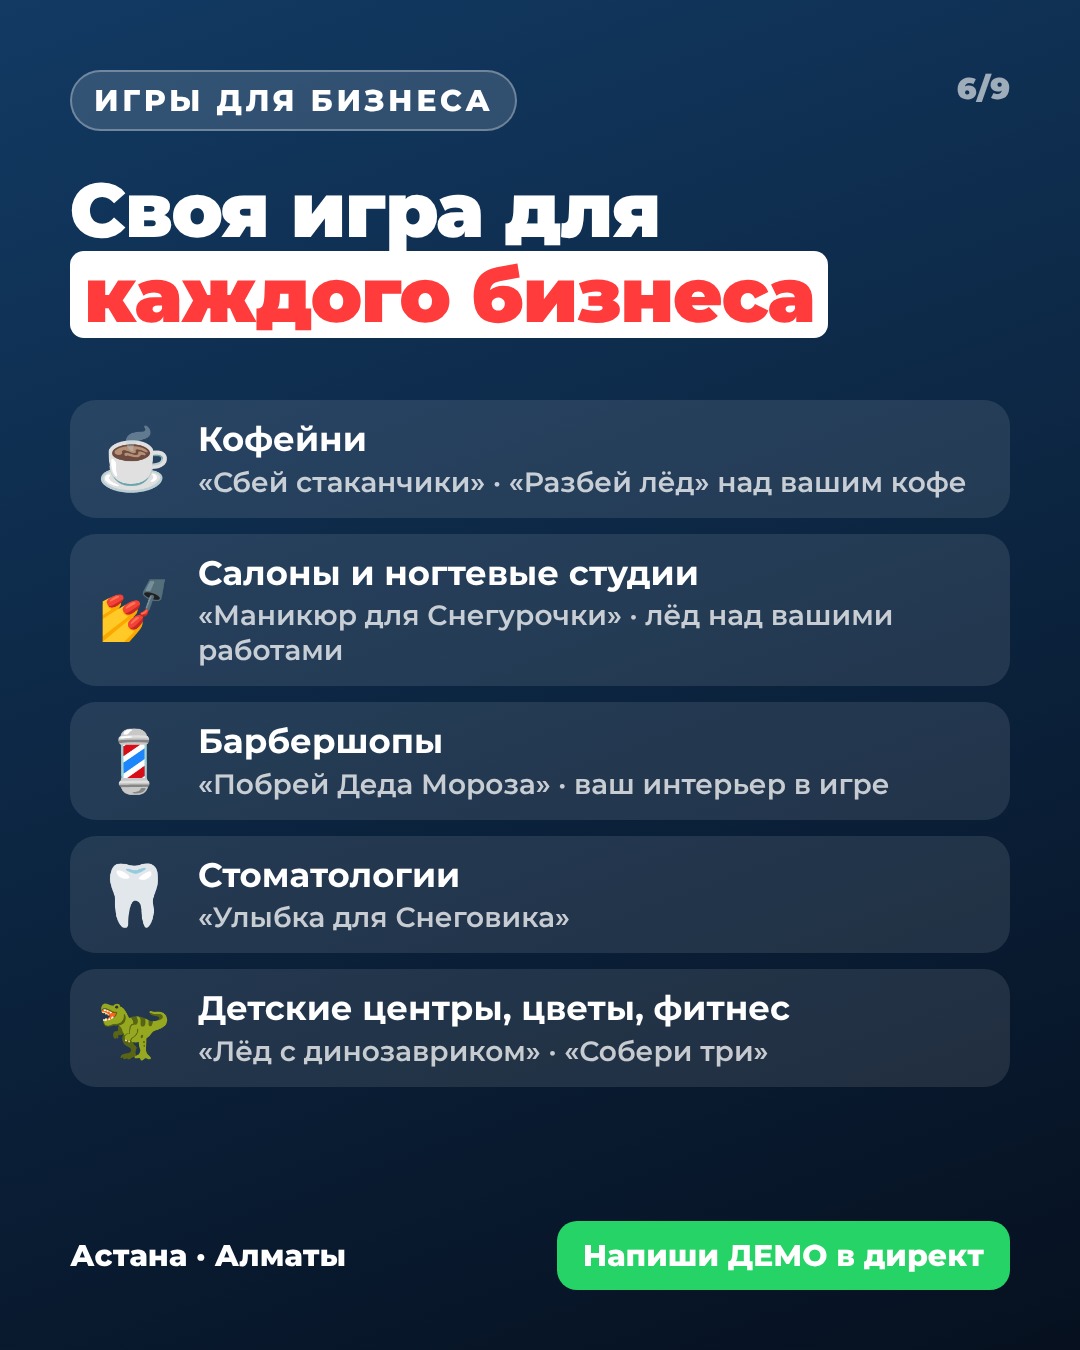 ИГРЫ ДЛЯ БИЗНЕСА
6/9
Своя игра для
каждого бизнеса
Кофейни
«Сбей стаканчики» · «Разбей лёд» над вашим кофе
Салоны и ногтевые студии
«Маникюр для Снегурочки» · лёд над вашими
работами
Барбершопы
«Побрей Деда Мороза» · ваш интерьер в игре
Стоматологии
«Улыбка для Снеговика»
Детские центры, цветы, фитнес
«Лёд с динозавриком» · «Собери три»
Астана · Алматы
Напиши ДЕМО в директ